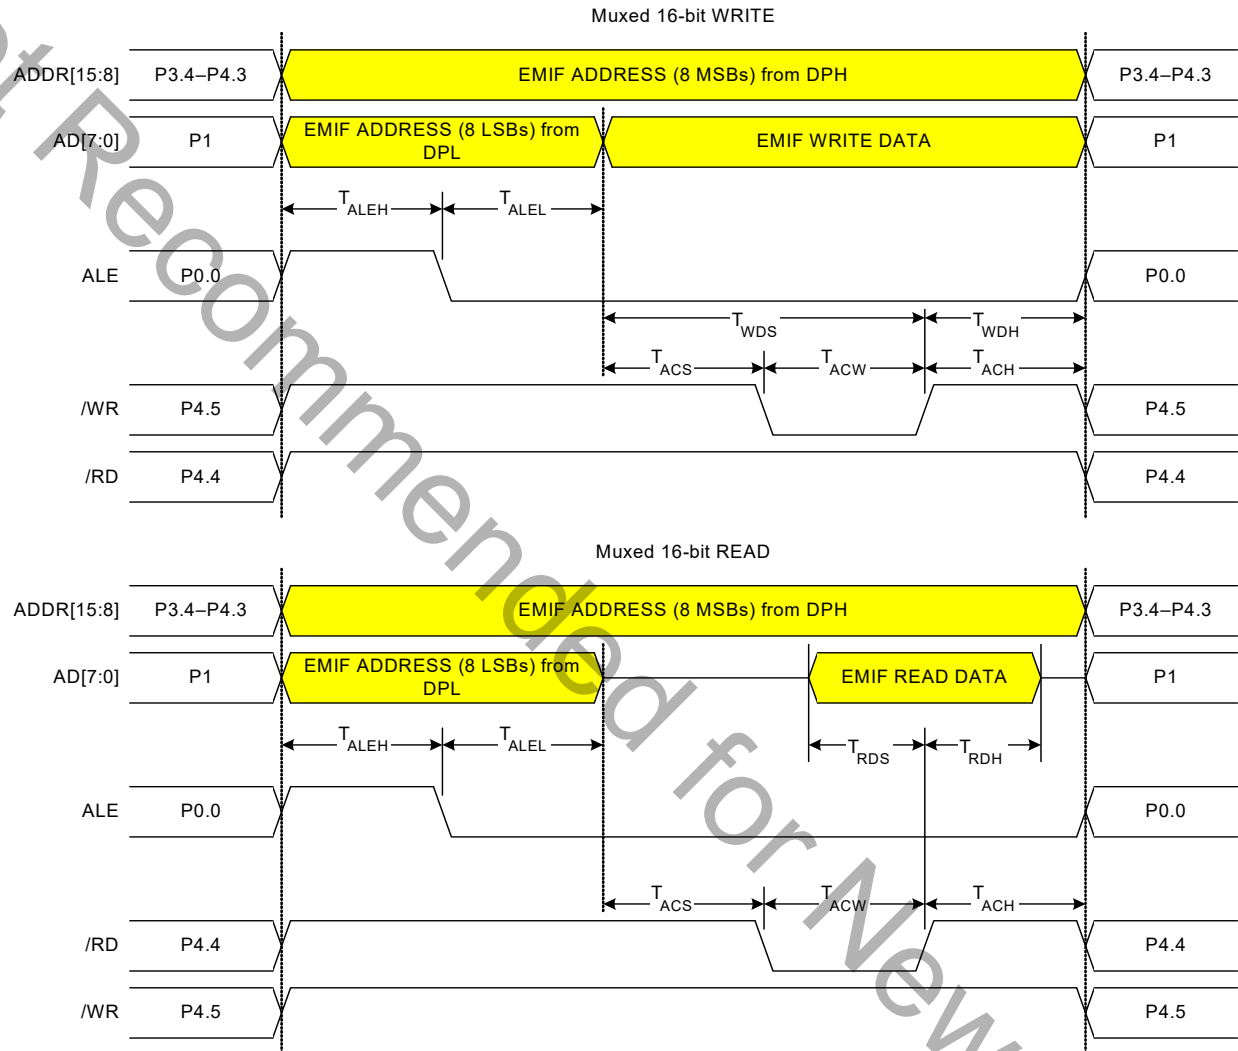 Muxed 16-bit WRITE
ADDR[15:8] P3.4–P4.3 EMIF ADDRESS (8 MSBs) from DPH P3.4–P4.3
AD[7:0] P1 EMIF ADDRESS (8 LSBs) from DPL EMIF WRITE DATA P1
TALEH TALEL
ALE P0.0 P0.0
TWDS TWDH
TACS TACW TACH
/WR P4.5 P4.5
/RD P4.4 P4.4
Muxed 16-bit READ
ADDR[15:8] P3.4–P4.3 EMIF ADDRESS (8 MSBs) from DPH P3.4–P4.3
AD[7:0] P1 EMIF ADDRESS (8 LSBs) from DPL EMIF READ DATA P1
TALEH TALEL TRDS TRDH
ALE P0.0 P0.0
TACS TACW TACH
/RD P4.4 P4.4
/WR P4.5 P4.5
Recommended for New